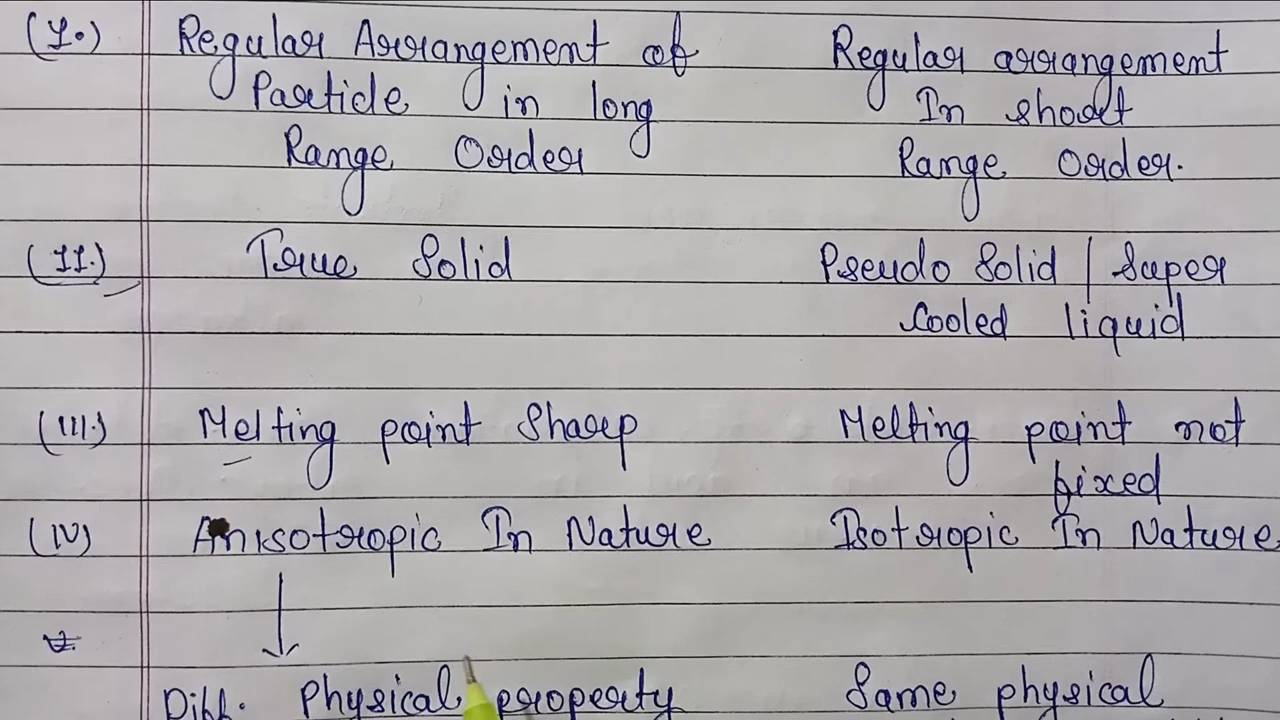 (I.) Regular Arrangement of Regular arrangement
Particle in long In short
Range Order Range Order.
(II.) True Solid Pseudo Solid | Super
Cooled liquid
(III.) Melting point Sharp Melting point not
fixed
(IV) Anisotropic In Nature Isotropic In Nature
Diff. Physical property Same physical